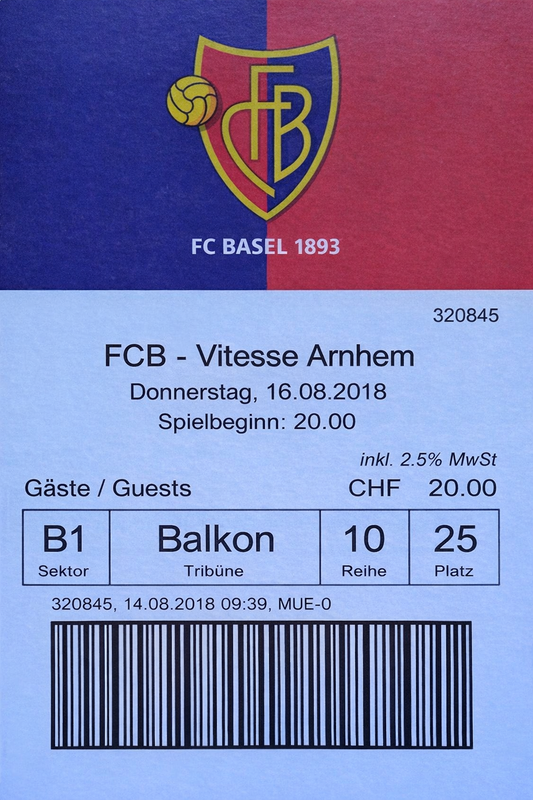 FCB
FC BASEL 1893
320845
FCB - Vitesse Arnhem
Donnerstag, 16.08.2018
Spielbeginn: 20.00
inkl. 2.5% MwSt
Gäste / Guests CHF 20.00
B1 Balkon 10 25
Sektor Tribüne Reihe Platz
320845, 14.08.2018 09:39, MUE-0